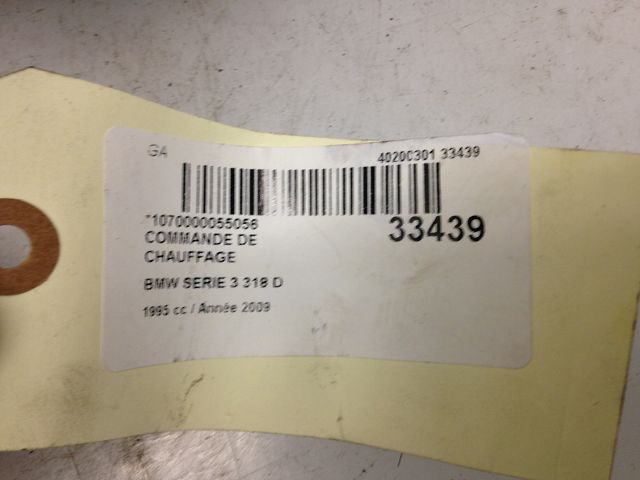 GA
40200301 33439
*1070000055056
33439
COMMANDE DE
CHAUFFAGE
BMW SERIE 3 318 D
1995 cc / Année 2009